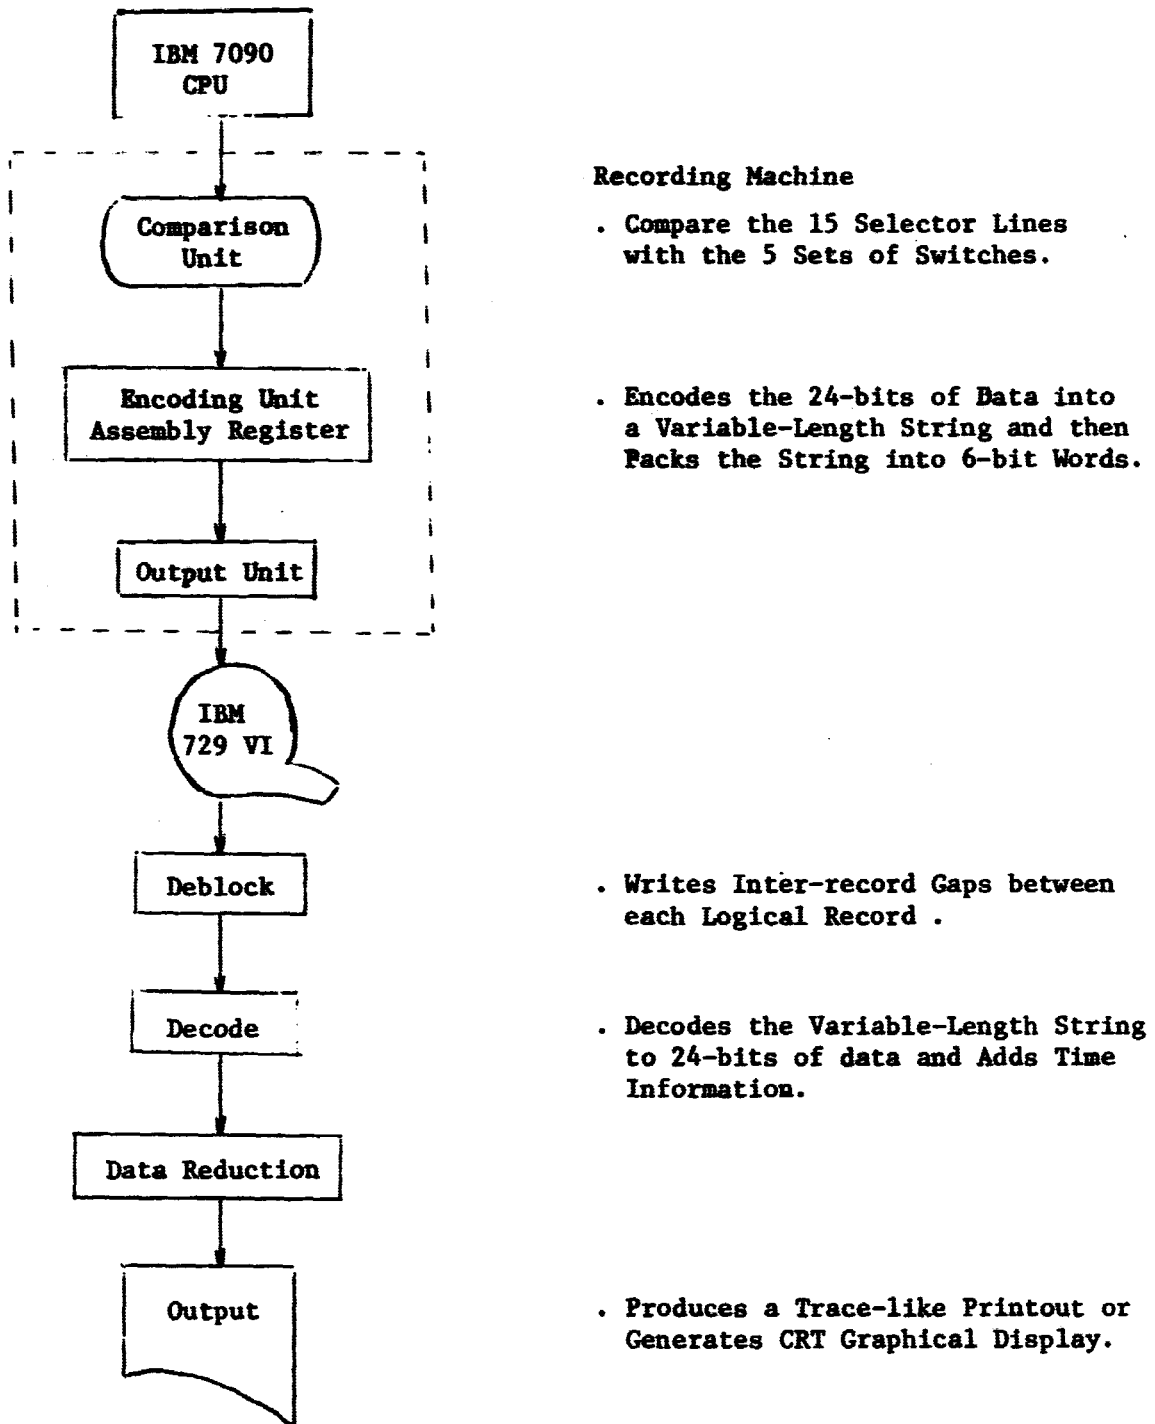 IBM 7090
CPU
Recording Machine
Comparison
Unit
. Compare the 15 Selector Lines
with the 5 Sets of Switches.
Encoding Unit
Assembly Register
. Encodes the 24-bits of Data into
a Variable-Length String and then
Packs the String into 6-bit Words.
Output Unit
IBM
729 VI
Deblock
. Writes Inter-record Gaps between
each Logical Record .
Decode
. Decodes the Variable-Length String
to 24-bits of data and Adds Time
Information.
Data Reduction
Output
. Produces a Trace-like Printout or
Generates CRT Graphical Display.